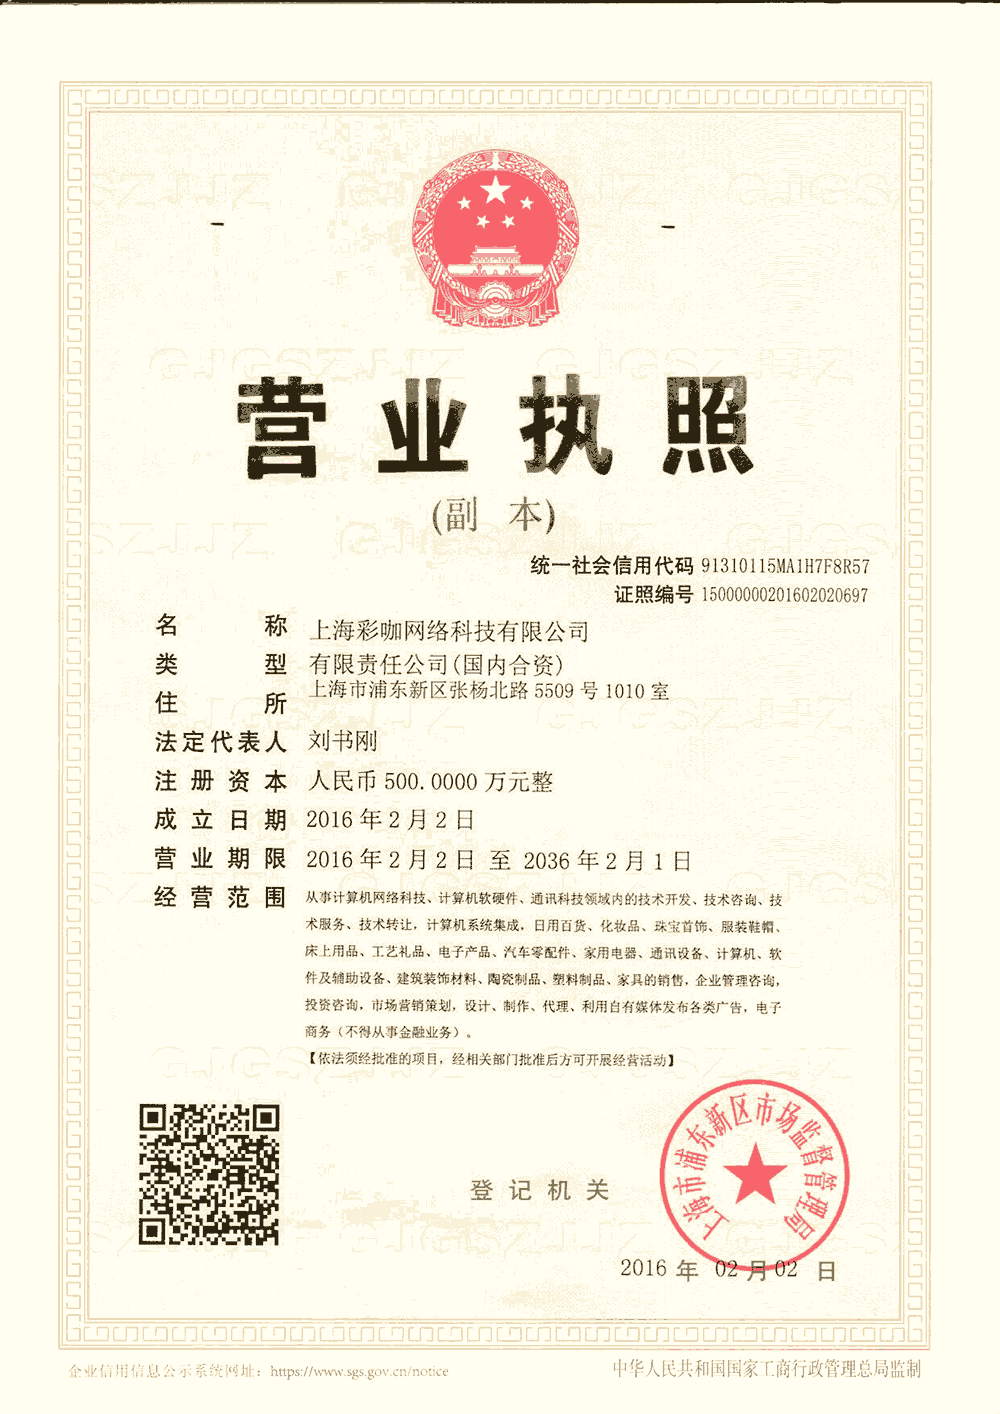 营业执照
(副 本)
统一社会信用代码 91310115MA1H7F8R57
证照编号 15000000201602020697
名 称 上海彩咖网络科技有限公司
类 型 有限责任公司(国内合资)
住 所 上海市浦东新区张杨北路 5509 号 1010 室
法定代表人 刘书刚
注 册 资 本 人民币 500.0000 万元整
成 立 日 期 2016 年 2 月 2 日
营 业 期 限 2016 年 2 月 2 日 至 2036 年 2 月 1 日
经 营 范 围 从事计算机网络科技、计算机软硬件、通讯科技领域内的技术开发、技术咨询、技
术服务、技术转让，计算机系统集成，日用百货、化妆品、珠宝首饰、服装鞋帽、
床上用品、工艺礼品、电子产品、汽车零配件、家用电器、通讯设备、计算机、软
件及辅助设备、建筑装饰材料、陶瓷制品、塑料制品、家具的销售，企业管理咨询，
投资咨询，市场营销策划，设计、制作、代理、利用自有媒体发布各类广告，电子
商务（不得从事金融业务）。
【依法须经批准的项目，经相关部门批准后方可开展经营活动】
登 记 机 关
上海市浦东新区市场监督管理局
2016 年 02 月 02 日
企业信用信息公示系统网址：https://www.sgs.gov.cn/notice
中华人民共和国国家工商行政管理总局监制
GJGSZJJZ